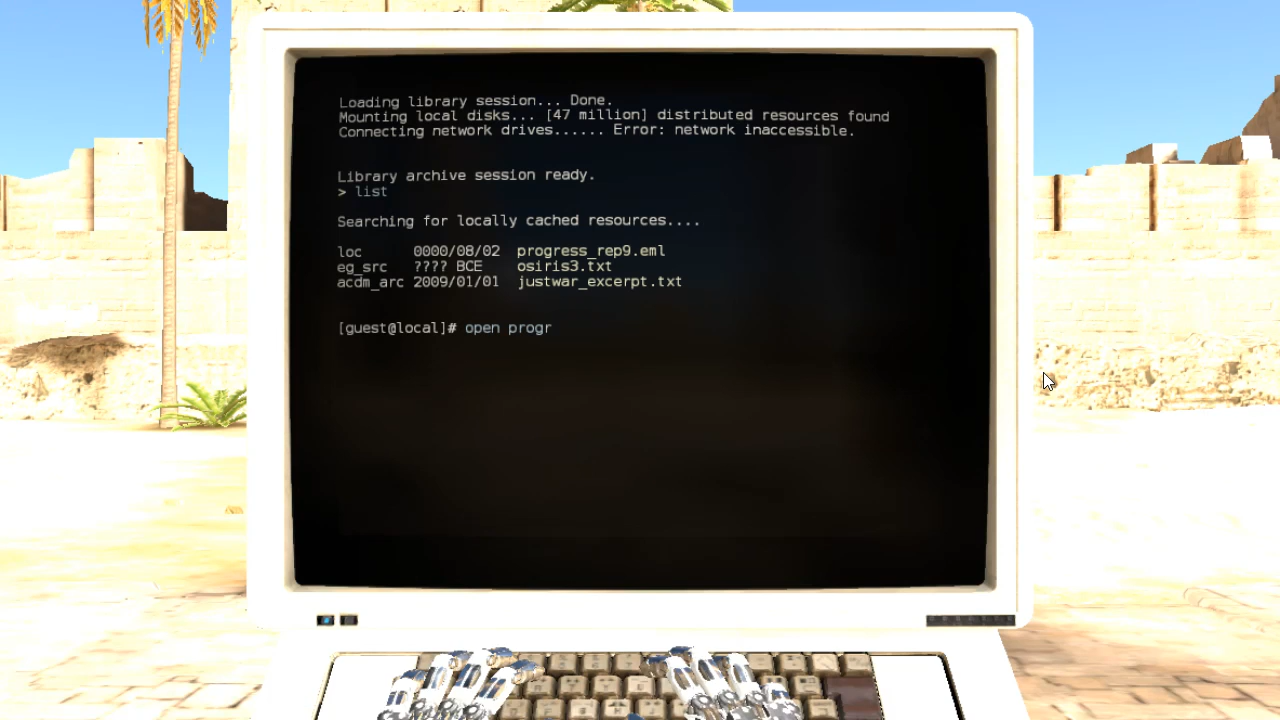 Loading library session... Done.
Mounting local disks... [47 million] distributed resources found
Connecting network drives...... Error: network inaccessible.
Library archive session ready.
> list
Searching for locally cached resources....
loc 0000/08/02 progress_rep9.eml
eg_src ???? BCE osiris3.txt
acdm_arc 2009/01/01 justwar_excerpt.txt
[guest@local]# open progr